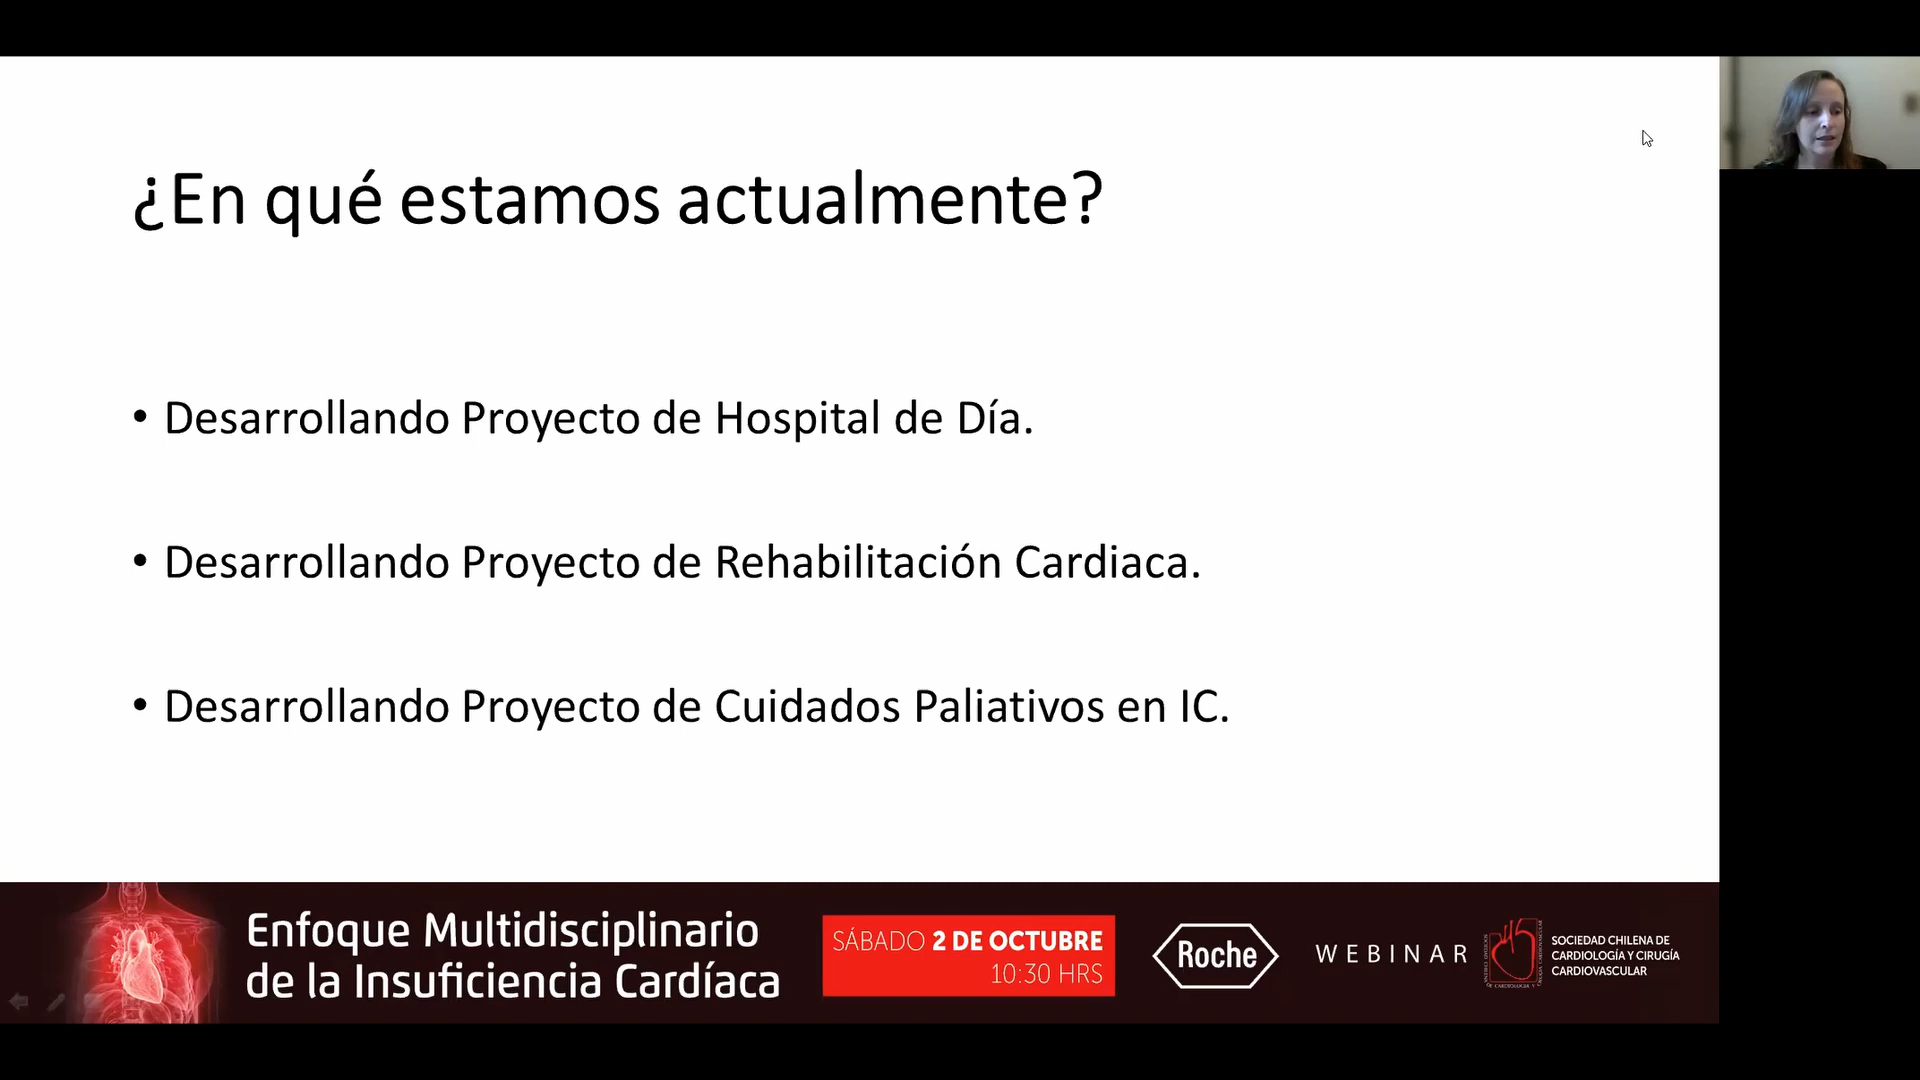 ¿En qué estamos actualmente?
• Desarrollando Proyecto de Hospital de Día.
• Desarrollando Proyecto de Rehabilitación Cardiaca.
• Desarrollando Proyecto de Cuidados Paliativos en IC.
Enfoque Multidisciplinario
de la Insuficiencia Cardíaca
SÁBADO 2 DE OCTUBRE
10:30 HRS
Roche
WEBINAR
SOCIEDAD CHILENA DE
CARDIOLOGÍA Y CIRUGÍA
CARDIOVASCULAR